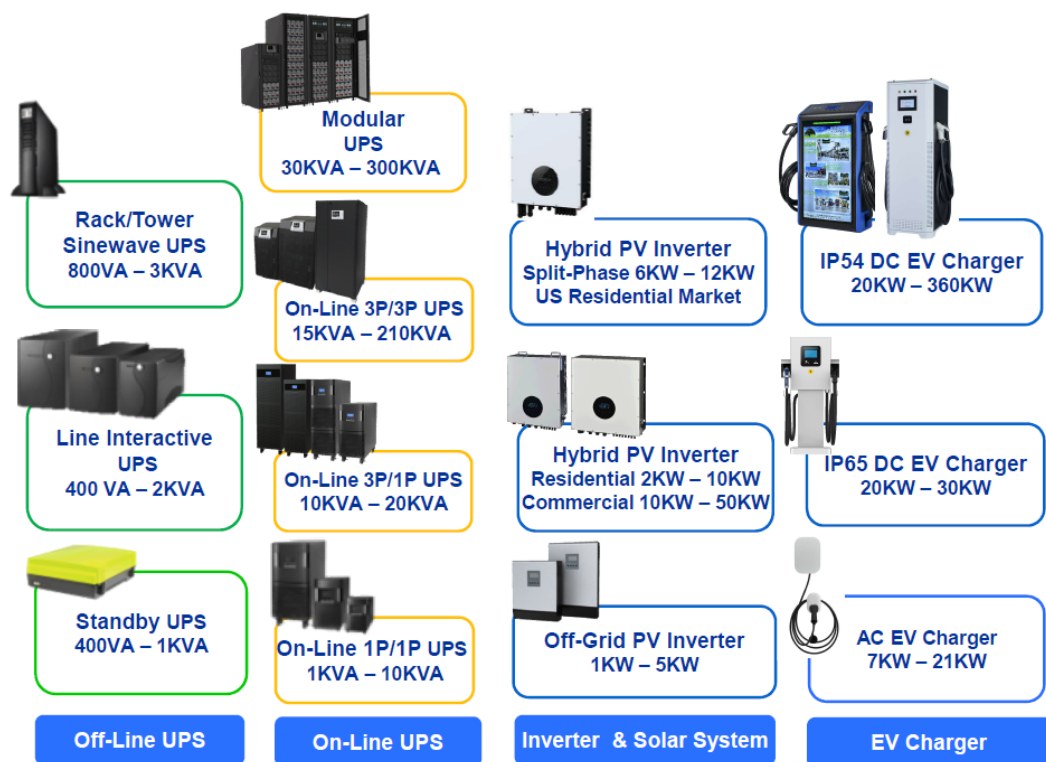 Rack/Tower
Sinewave UPS
800VA – 3KVA
Line Interactive
UPS
400 VA – 2KVA
Standby UPS
400VA – 1KVA
Off-Line UPS
Modular
UPS
30KVA – 300KVA
On-Line 3P/3P UPS
15KVA – 210KVA
On-Line 3P/1P UPS
10KVA – 20KVA
On-Line 1P/1P UPS
1KVA – 10KVA
On-Line UPS
Hybrid PV Inverter
Split-Phase 6KW – 12KW
US Residential Market
Hybrid PV Inverter
Residential 2KW – 10KW
Commercial 10KW – 50KW
Off-Grid PV Inverter
1KW – 5KW
Inverter & Solar System
IP54 DC EV Charger
20KW – 360KW
IP65 DC EV Charger
20KW – 30KW
AC EV Charger
7KW – 21KW
EV Charger